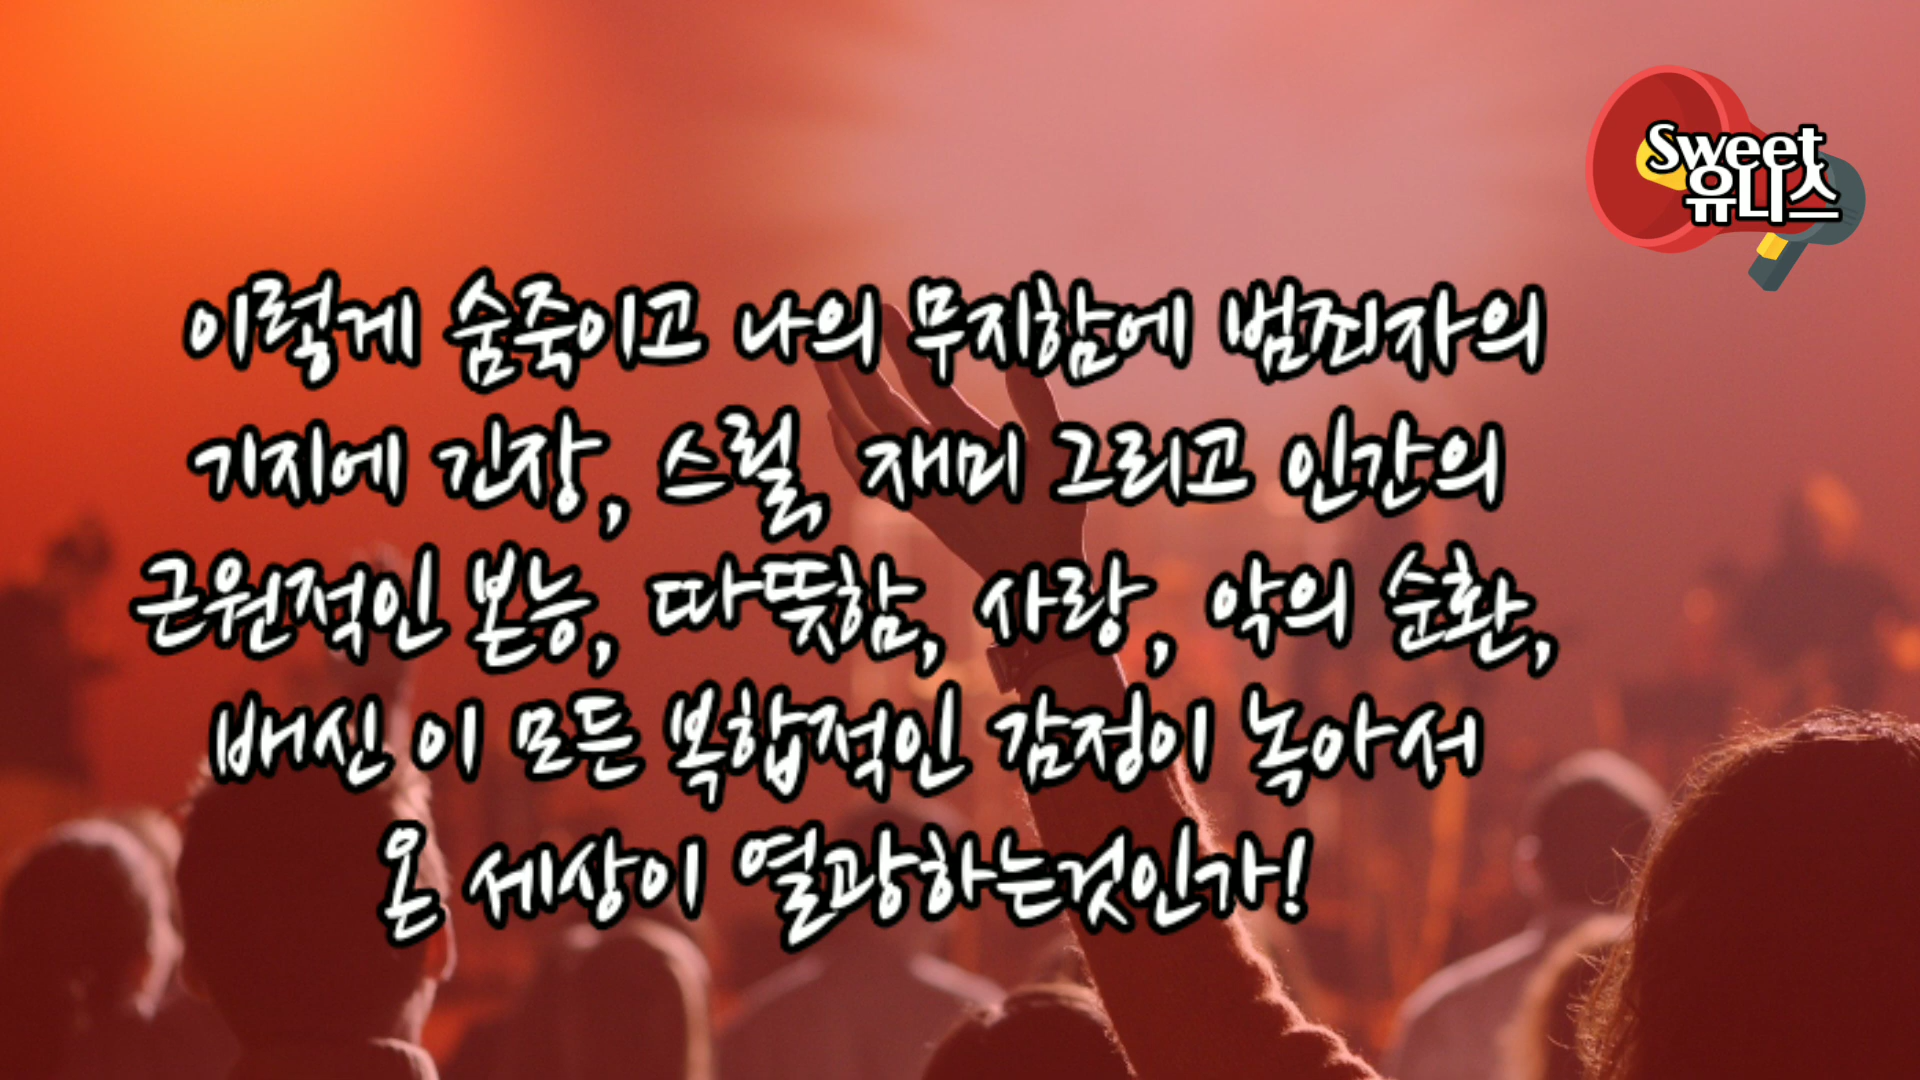 Sweet
유니스
이렇게 숨죽이고 나의 무지함에 범죄자의
기지에 긴장, 스릴, 재미 그리고 인간의
근원적인 본능, 따뜻함, 사랑, 악의 순환,
배신 이 모든 복합적인 감정이 녹아서
온 세상이 열광하는것인가!